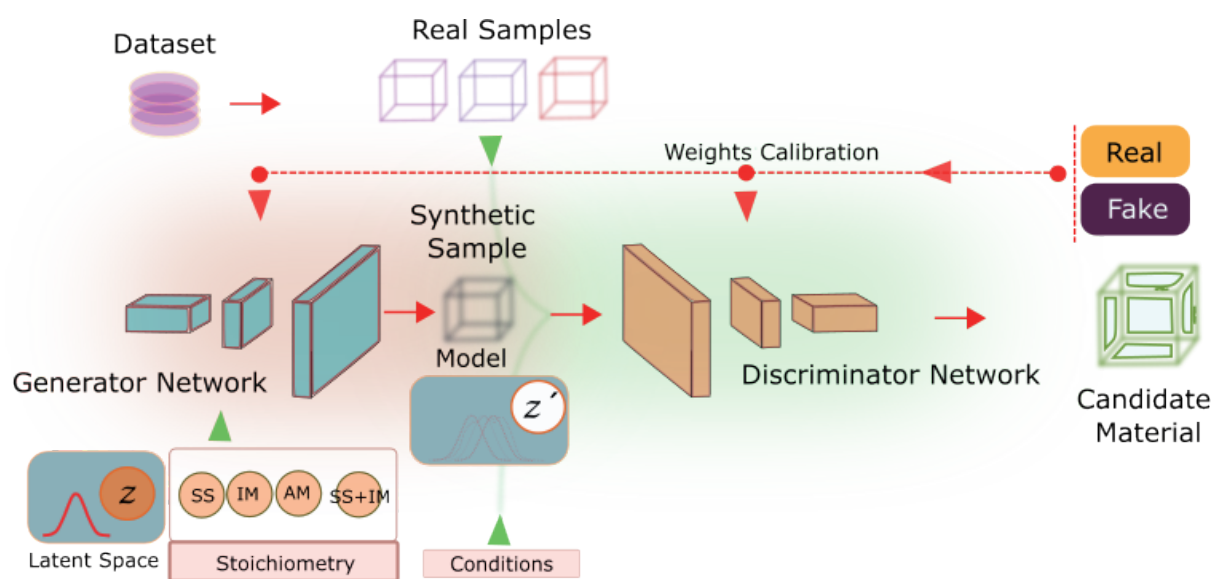 Dataset
Real Samples
Weights Calibration
Real
Fake
Synthetic
Sample
Model
Generator Network
Discriminator Network
Candidate
Material
z´
z
SS
IM
AM
SS+IM
Latent Space
Stoichiometry
Conditions